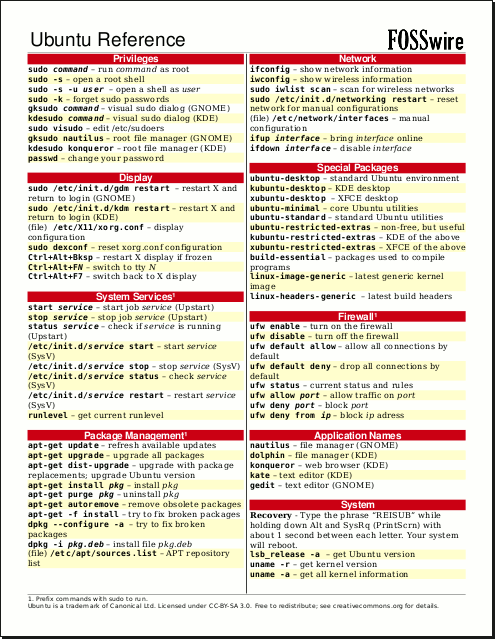 Ubuntu Reference
FOSSwire
Privileges
sudo command – run command as root
sudo -s – open a root shell
sudo -s -u user – open a shell as user
sudo -k – forget sudo passwords
gksudo command – visual sudo dialog (GNOME)
kdesudo command – visual sudo dialog (KDE)
sudo visudo – edit /etc/sudoers
gksudo nautilus – root file manager (GNOME)
kdesudo konqueror – root file manager (KDE)
passwd – change your password
Display
sudo /etc/init.d/gdm restart – restart X and
return to login (GNOME)
sudo /etc/init.d/kdm restart – restart X and
return to login (KDE)
(file) /etc/X11/xorg.conf – display
configuration
sudo dexconf – reset xorg.conf configuration
Ctrl+Alt+Bksp – restart X display if frozen
Ctrl+Alt+FN – switch to tty N
Ctrl+Alt+F7 – switch back to X display
System Services¹
start service – start job service (Upstart)
stop service – stop job service (Upstart)
status service – check if service is running
(Upstart)
/etc/init.d/service start – start service
(SysV)
/etc/init.d/service stop – stop service (SysV)
/etc/init.d/service status – check service
(SysV)
/etc/init.d/service restart – restart service
(SysV)
runlevel – get current runlevel
Package Management¹
apt-get update – refresh available updates
apt-get upgrade – upgrade all packages
apt-get dist-upgrade – upgrade with package
replacements; upgrade Ubuntu version
apt-get install pkg – install pkg
apt-get purge pkg – uninstall pkg
apt-get autoremove – remove obsolete packages
apt-get -f install – try to fix broken packages
dpkg --configure -a – try to fix broken
packages
dpkg -i pkg.deb – install file pkg.deb
(file) /etc/apt/sources.list – APT repository
list
Network
ifconfig – show network information
iwconfig – show wireless information
sudo iwlist scan – scan for wireless networks
sudo /etc/init.d/networking restart – reset
network for manual configurations
(file) /etc/network/interfaces – manual
configuration
ifup interface – bring interface online
ifdown interface – disable interface
Special Packages
ubuntu-desktop – standard Ubuntu environment
kubuntu-desktop – KDE desktop
xubuntu-desktop – XFCE desktop
ubuntu-minimal – core Ubuntu utilities
ubuntu-standard – standard Ubuntu utilities
ubuntu-restricted-extras – non-free, but useful
kubuntu-restricted-extras – KDE of the above
xubuntu-restricted-extras – XFCE of the above
build-essential – packages used to compile
programs
linux-image-generic – latest generic kernel
image
linux-headers-generic – latest build headers
Firewall¹
ufw enable – turn on the firewall
ufw disable – turn off the firewall
ufw default allow – allow all connections by
default
ufw default deny – drop all connections by
default
ufw status – current status and rules
ufw allow port – allow traffic on port
ufw deny port – block port
ufw deny from ip – block ip adress
Application Names
nautilus – file manager (GNOME)
dolphin – file manager (KDE)
konqueror – web browser (KDE)
kate – text editor (KDE)
gedit – text editor (GNOME)
System
Recovery - Type the phrase “REISUB” while
holding down Alt and SysRq (PrintScrn) with
about 1 second between each letter. Your system
will reboot.
lsb_release -a – get Ubuntu version
uname -r – get kernel version
uname -a – get all kernel information
1. Prefix commands with sudo to run.
Ubuntu is a trademark of Canonical Ltd. Licensed under CC-BY-SA 3.0. Free to redistribute; see creativecommons.org for details.